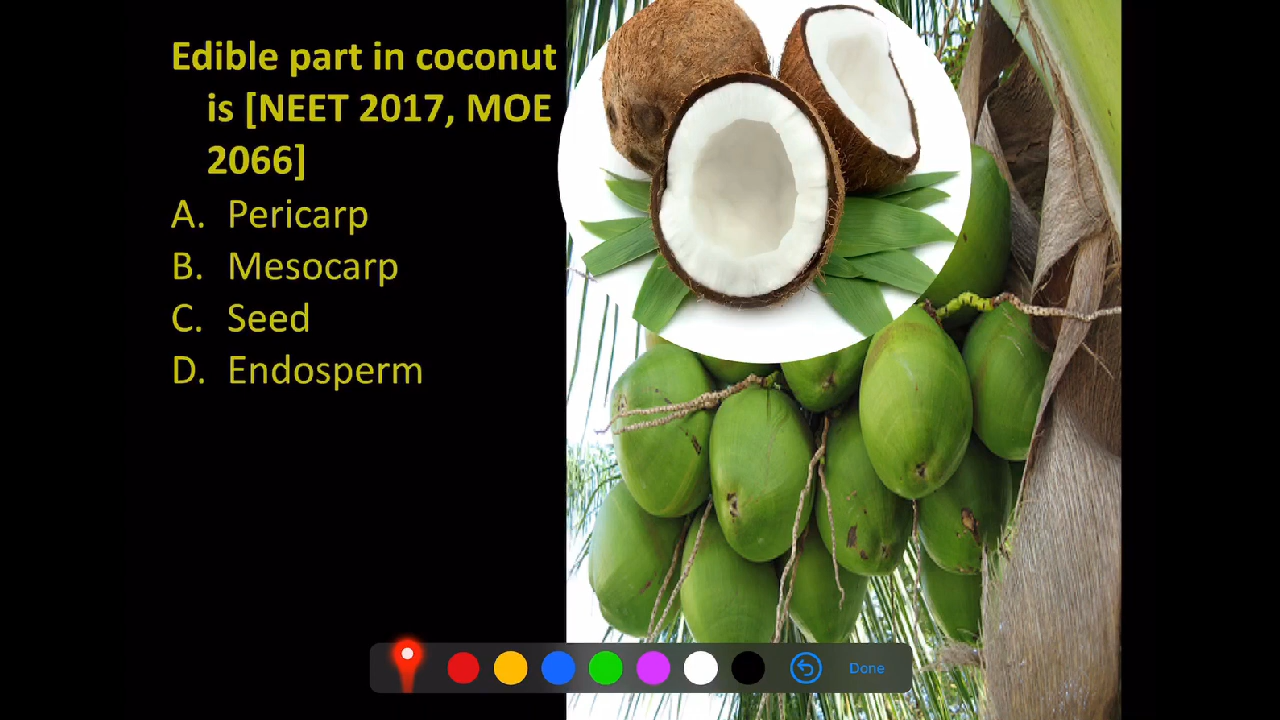 Edible part in coconut
is [NEET 2017, MOE
2066]
A. Pericarp
B. Mesocarp
C. Seed
D. Endosperm
Done